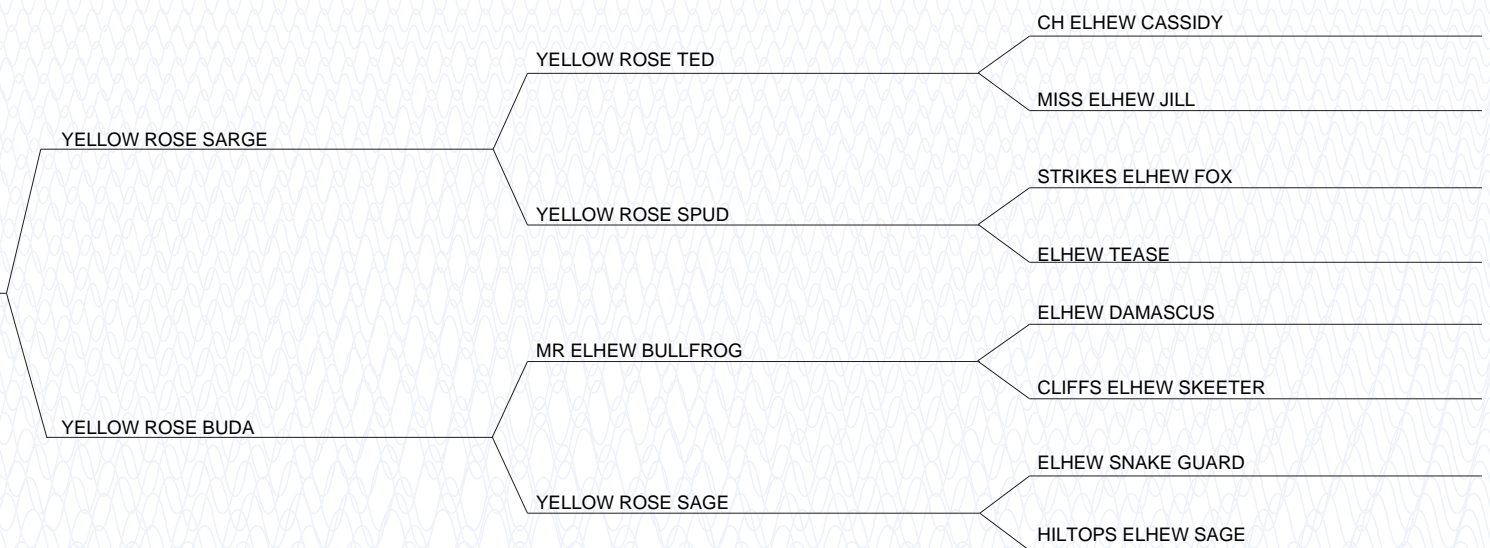 CH ELHEW CASSIDY
YELLOW ROSE TED
MISS ELHEW JILL
YELLOW ROSE SARGE
STRIKES ELHEW FOX
YELLOW ROSE SPUD
ELHEW TEASE
ELHEW DAMASCUS
MR ELHEW BULLFROG
CLIFFS ELHEW SKEETER
YELLOW ROSE BUDA
ELHEW SNAKE GUARD
YELLOW ROSE SAGE
HILTOPS ELHEW SAGE